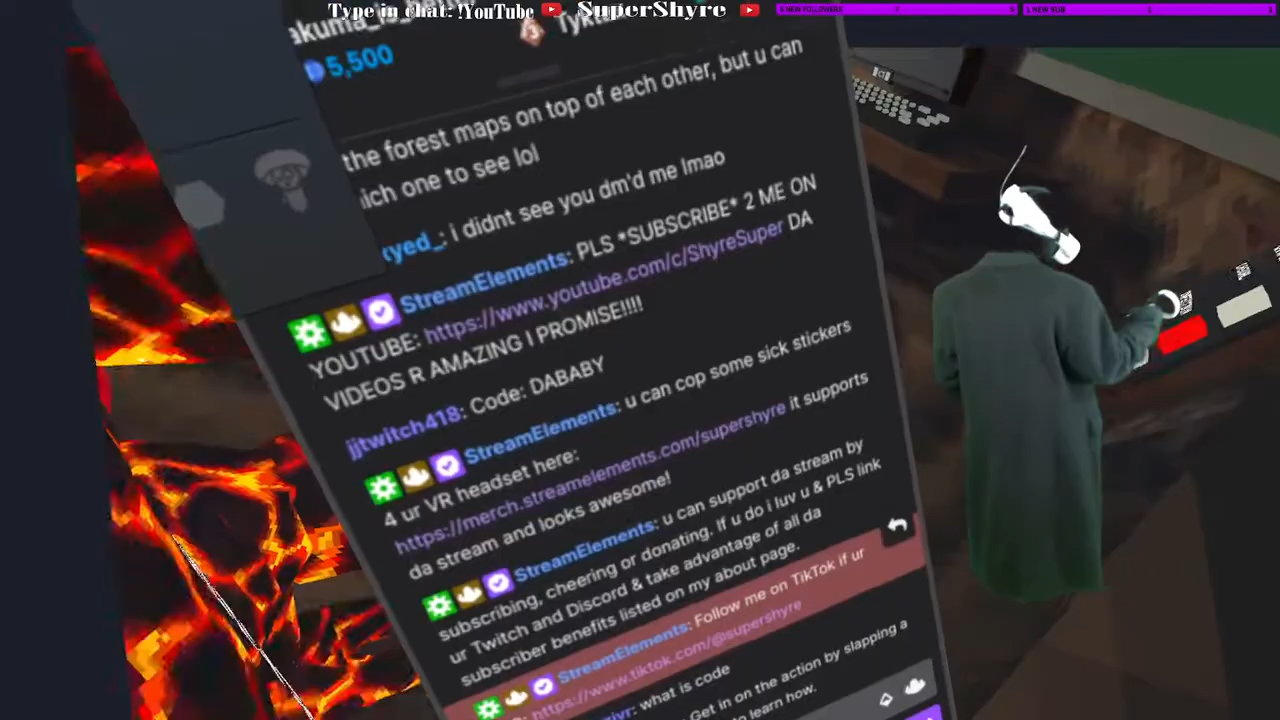 Type in chat: !YouTube SuperShyre
5,500
the forest maps on top of each other, but u can
one to see lol
i didnt see you dm'd me lmao
StreamElements: PLS *SUBSCRIBE* 2 ME ON
YOUTUBE: https://www.youtube.com/c/ShyreSuper DA
VIDEOS R AMAZING I PROMISE!!!!
jjtwitch418: Code: DABABY
StreamElements: u can cop some sick stickers
4 ur VR headset here:
https://merch.streamelements.com/supershyre it supports
da stream and looks awesome!
StreamElements: u can support da stream by
subscribing, cheering or donating. If u do i luv u & PLS link
ur Twitch and Discord & take advantage of all da
subscriber benefits listed on my about page.
StreamElements: Follow me on TikTok if ur
https://www.tiktok.com/@supershyre
what is code
Get in on the action by slapping a
to learn how.